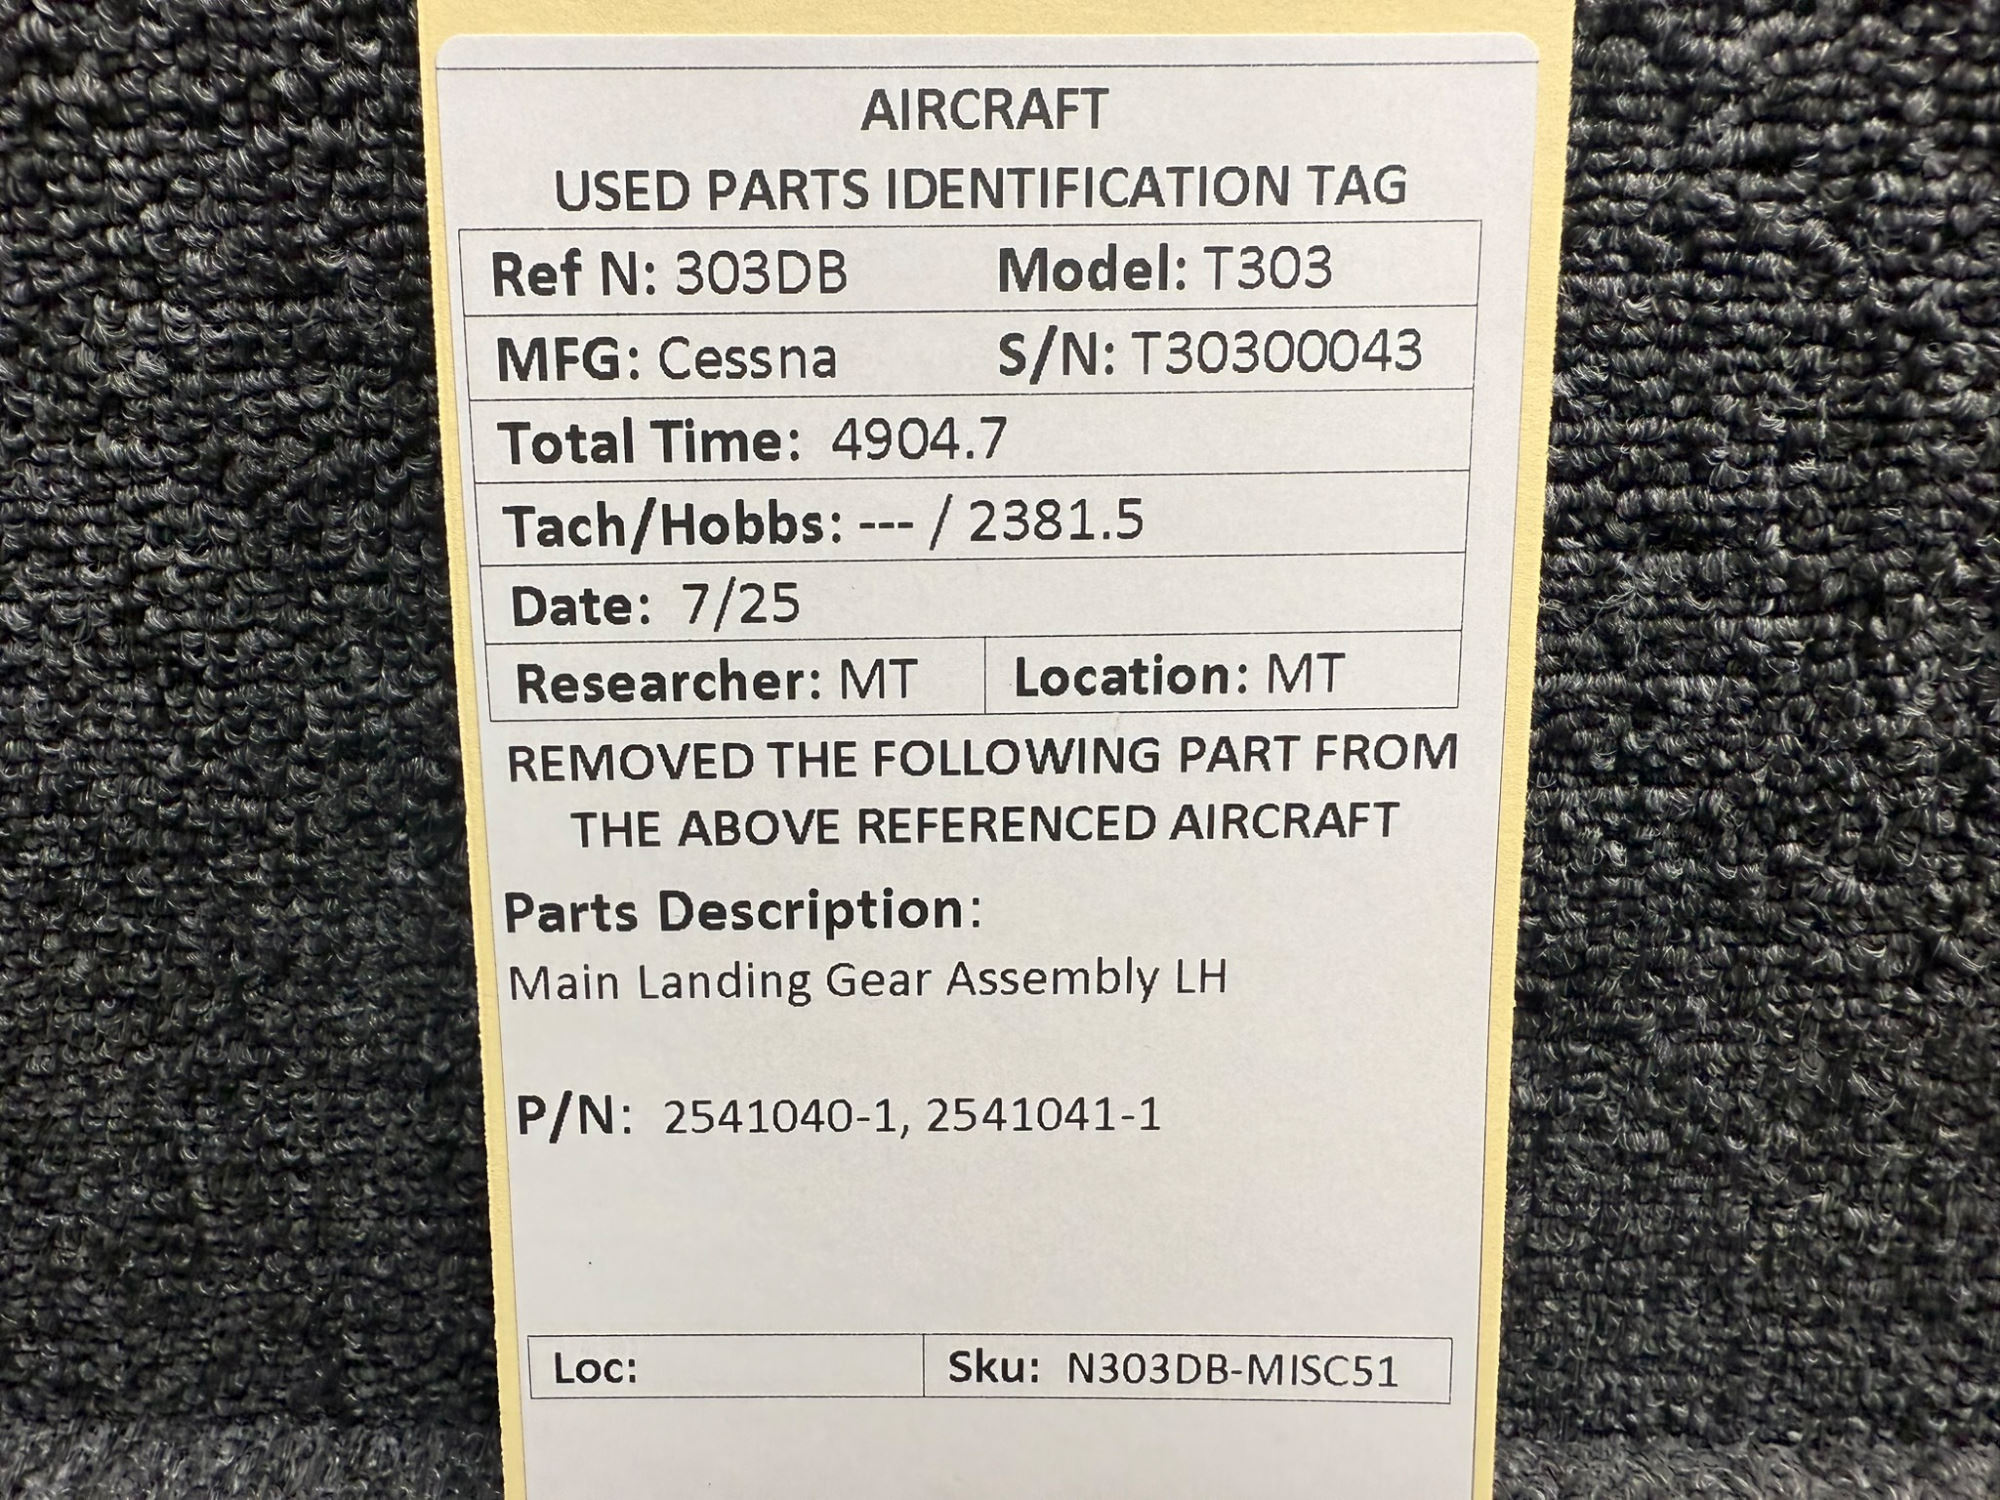 AIRCRAFT
USED PARTS IDENTIFICATION TAG
Ref N: 303DB Model: T303
MFG: Cessna S/N: T30300043
Total Time: 4904.7
Tach/Hobbs: --- / 2381.5
Date: 7/25
Researcher: MT Location: MT
REMOVED THE FOLLOWING PART FROM
THE ABOVE REFERENCED AIRCRAFT
Parts Description:
Main Landing Gear Assembly LH
P/N: 2541040-1, 2541041-1
Loc: Sku: N303DB-MISC51